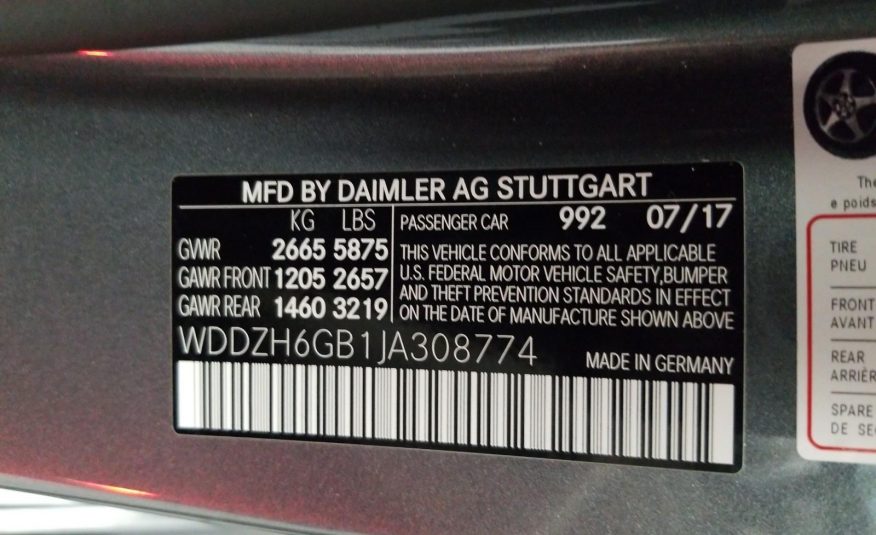 MFD BY DAIMLER AG STUTTGART
KG LBS
GVWR 2665 5875
GAWR FRONT 1205 2657
GAWR REAR 1460 3219
PASSENGER CAR 992 07/17
THIS VEHICLE CONFORMS TO ALL APPLICABLE
U.S. FEDERAL MOTOR VEHICLE SAFETY,BUMPER
AND THEFT PREVENTION STANDARDS IN EFFECT
ON THE DATE OF MANUFACTURE SHOWN ABOVE
WDDZH6GB1JA308774
MADE IN GERMANY
e poids
TIRE
PNEU
FRONT
AVANT
REAR
ARRIÈR
SPARE
DE